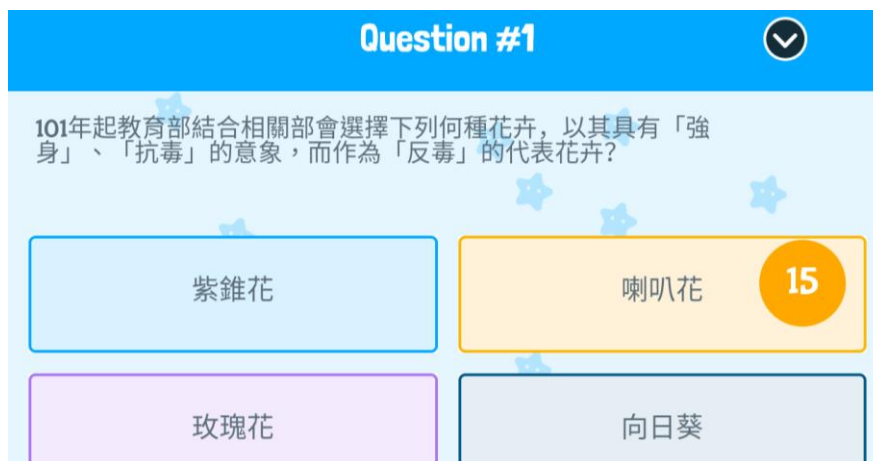 Question #1
101年起教育部結合相關部會選擇下列何種花卉，以其具有「強
身」、「抗毒」的意象，而作為「反毒」的代表花卉?
紫錐花
喇叭花
15
玫瑰花
向日葵